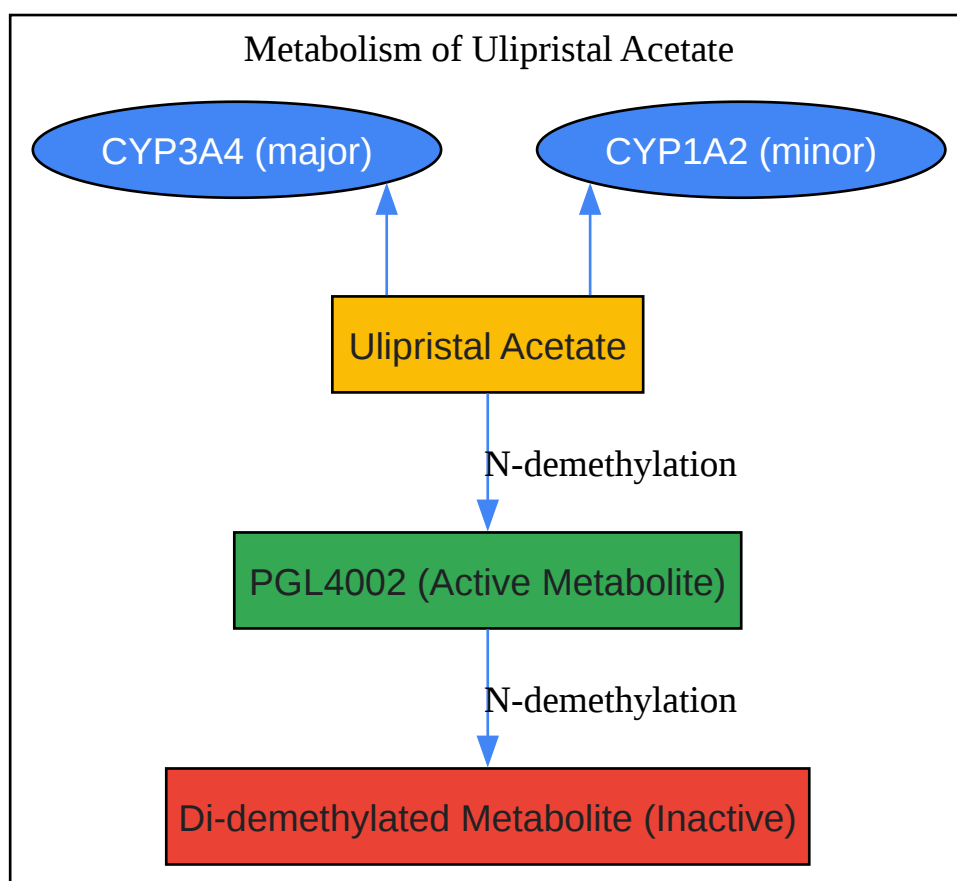 Metabolism of Ulipristal Acetate
CYP3A4 (major)
CYP1A2 (minor)
Ulipristal Acetate
N-demethylation
PGL4002 (Active Metabolite)
N-demethylation
Di-demethylated Metabolite (Inactive)